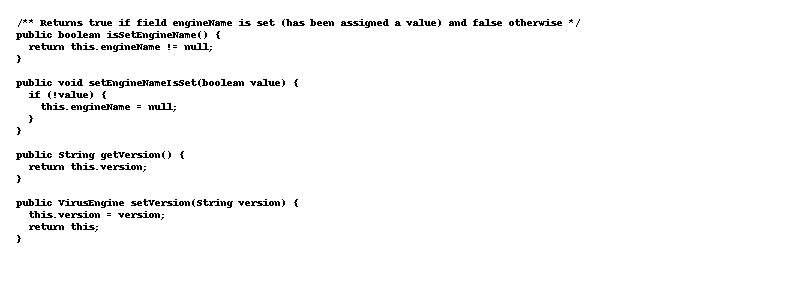 /** Returns true if field engineName is set (has been assigned a value) and false otherwise */
public boolean isSetEngineName() {
  return this.engineName != null;
}

public void setEngineNameIsSet(boolean value) {
  if (!value) {
    this.engineName = null;
  }
}

public String getVersion() {
  return this.version;
}

public VirusEngine setVersion(String version) {
  this.version = version;
  return this;
}